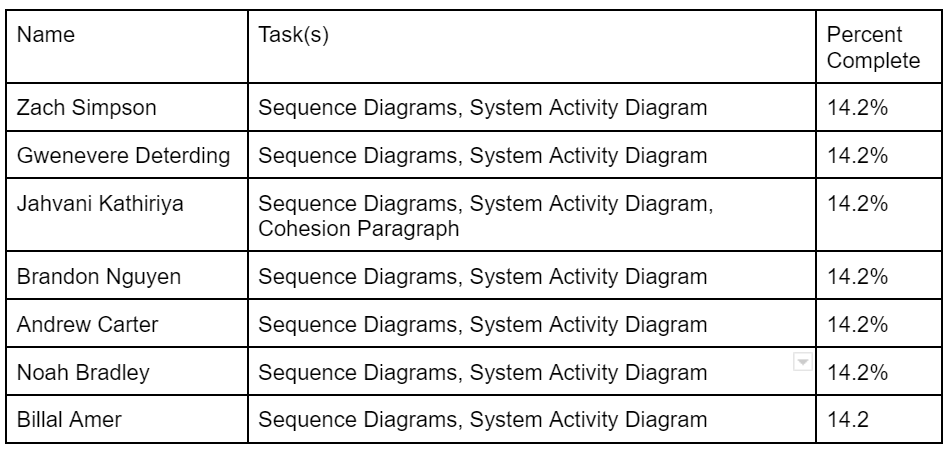 Name Task(s) Percent
Complete
Zach Simpson Sequence Diagrams, System Activity Diagram 14.2%
Gwenevere Deterding Sequence Diagrams, System Activity Diagram 14.2%
Jahvani Kathiriya Sequence Diagrams, System Activity Diagram, 14.2%
Cohesion Paragraph
Brandon Nguyen Sequence Diagrams, System Activity Diagram 14.2%
Andrew Carter Sequence Diagrams, System Activity Diagram 14.2%
Noah Bradley Sequence Diagrams, System Activity Diagram 14.2%
Billal Amer Sequence Diagrams, System Activity Diagram 14.2